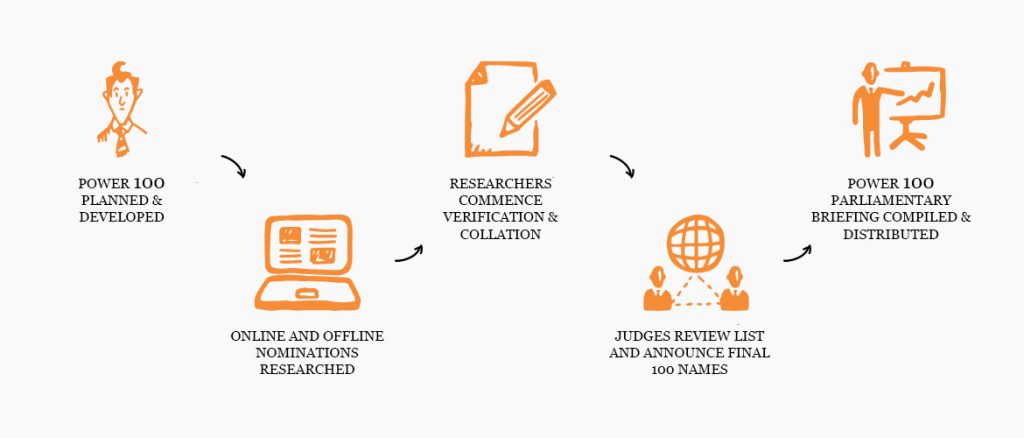 POWER 100
PLANNED &
DEVELOPED
ONLINE AND OFFLINE
NOMINATIONS
RESEARCHED
RESEARCHERS
COMMENCE
VERIFICATION &
COLLATION
JUDGES REVIEW LIST
AND ANNOUNCE FINAL
100 NAMES
POWER 100
PARLIAMENTARY
BRIEFING COMPILED &
DISTRIBUTED